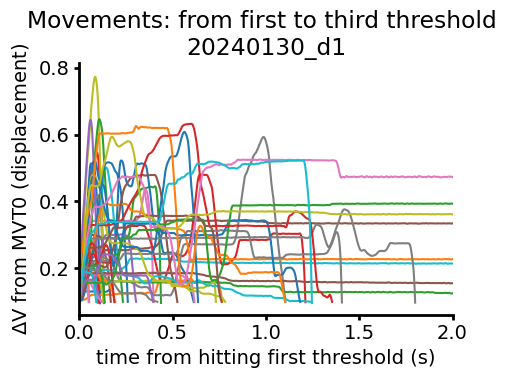 Movements: from first to third threshold
20240130_d1
ΔV from MVT0 (displacement)
0.8
0.6
0.4
0.2
0.0
0.5
1.0
1.5
2.0
time from hitting first threshold (s)